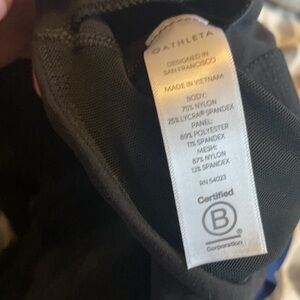 ATHLETA
DESIGNED IN
SAN FRANCISCO
MADE IN VIETNAM
BODY:
75% NYLON
25% LYCRA® SPANDEX
PANEL:
89% POLYESTER
11% SPANDEX
MESH:
87% NYLON
13% SPANDEX
RN 54023
Certified
B
Corporation